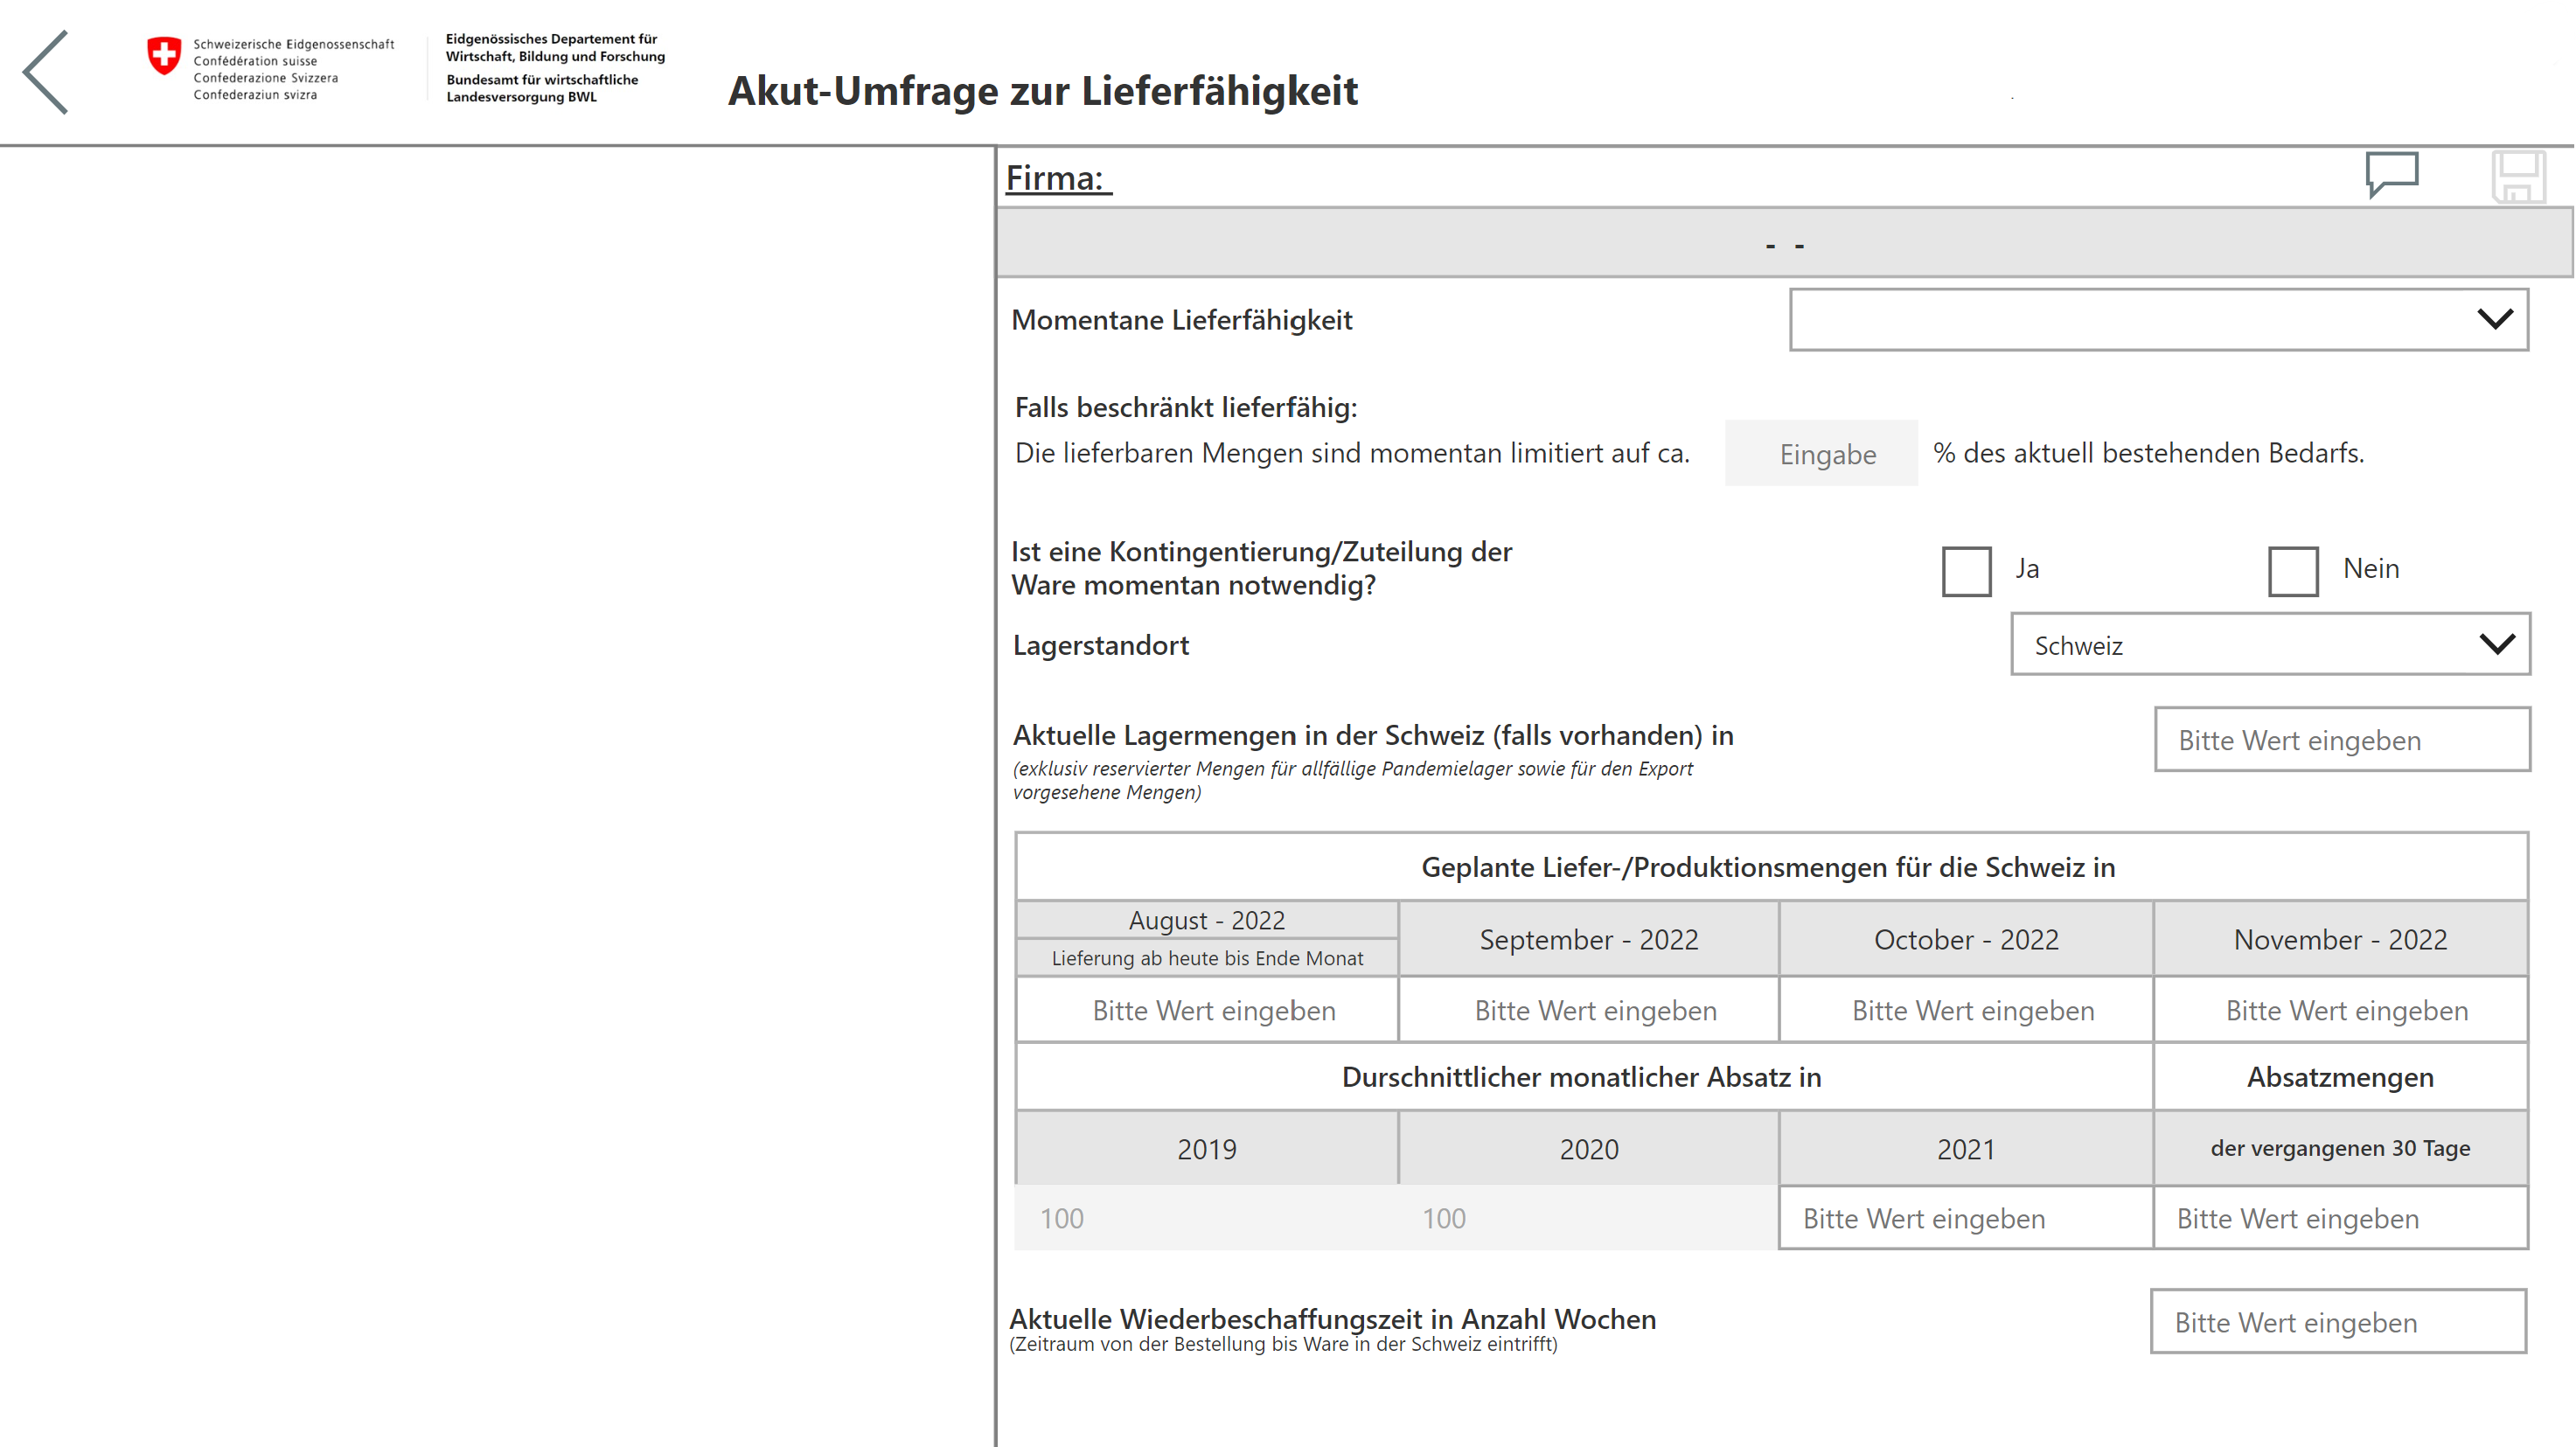 Schweizerische Eidgenossenschaft
Confédération suisse
Confederazione Svizzera
Confederaziun svizra
Eidgenössisches Departement für
Wirtschaft, Bildung und Forschung
Bundesamt für wirtschaftliche
Landesversorgung BWL
Akut-Umfrage zur Lieferfähigkeit
Firma:
- -
Momentane Lieferfähigkeit
Falls beschränkt lieferfähig:
Die lieferbaren Mengen sind momentan limitiert auf ca. Eingabe % des aktuell bestehenden Bedarfs.
Ist eine Kontingentierung/Zuteilung der
Ware momentan notwendig?
Ja Nein
Lagerstandort Schweiz
Aktuelle Lagermengen in der Schweiz (falls vorhanden) in Bitte Wert eingeben
(exklusiv reservierter Mengen für allfällige Pandemielager sowie für den Export
vorgesehene Mengen)
Geplante Liefer-/Produktionsmengen für die Schweiz in
August - 2022 September - 2022 October - 2022 November - 2022
Lieferung ab heute bis Ende Monat
Bitte Wert eingeben Bitte Wert eingeben Bitte Wert eingeben Bitte Wert eingeben
Durschnittlicher monatlicher Absatz in Absatzmengen
2019 2020 2021 der vergangenen 30 Tage
100 100 Bitte Wert eingeben Bitte Wert eingeben
Aktuelle Wiederbeschaffungszeit in Anzahl Wochen Bitte Wert eingeben
(Zeitraum von der Bestellung bis Ware in der Schweiz eintrifft)